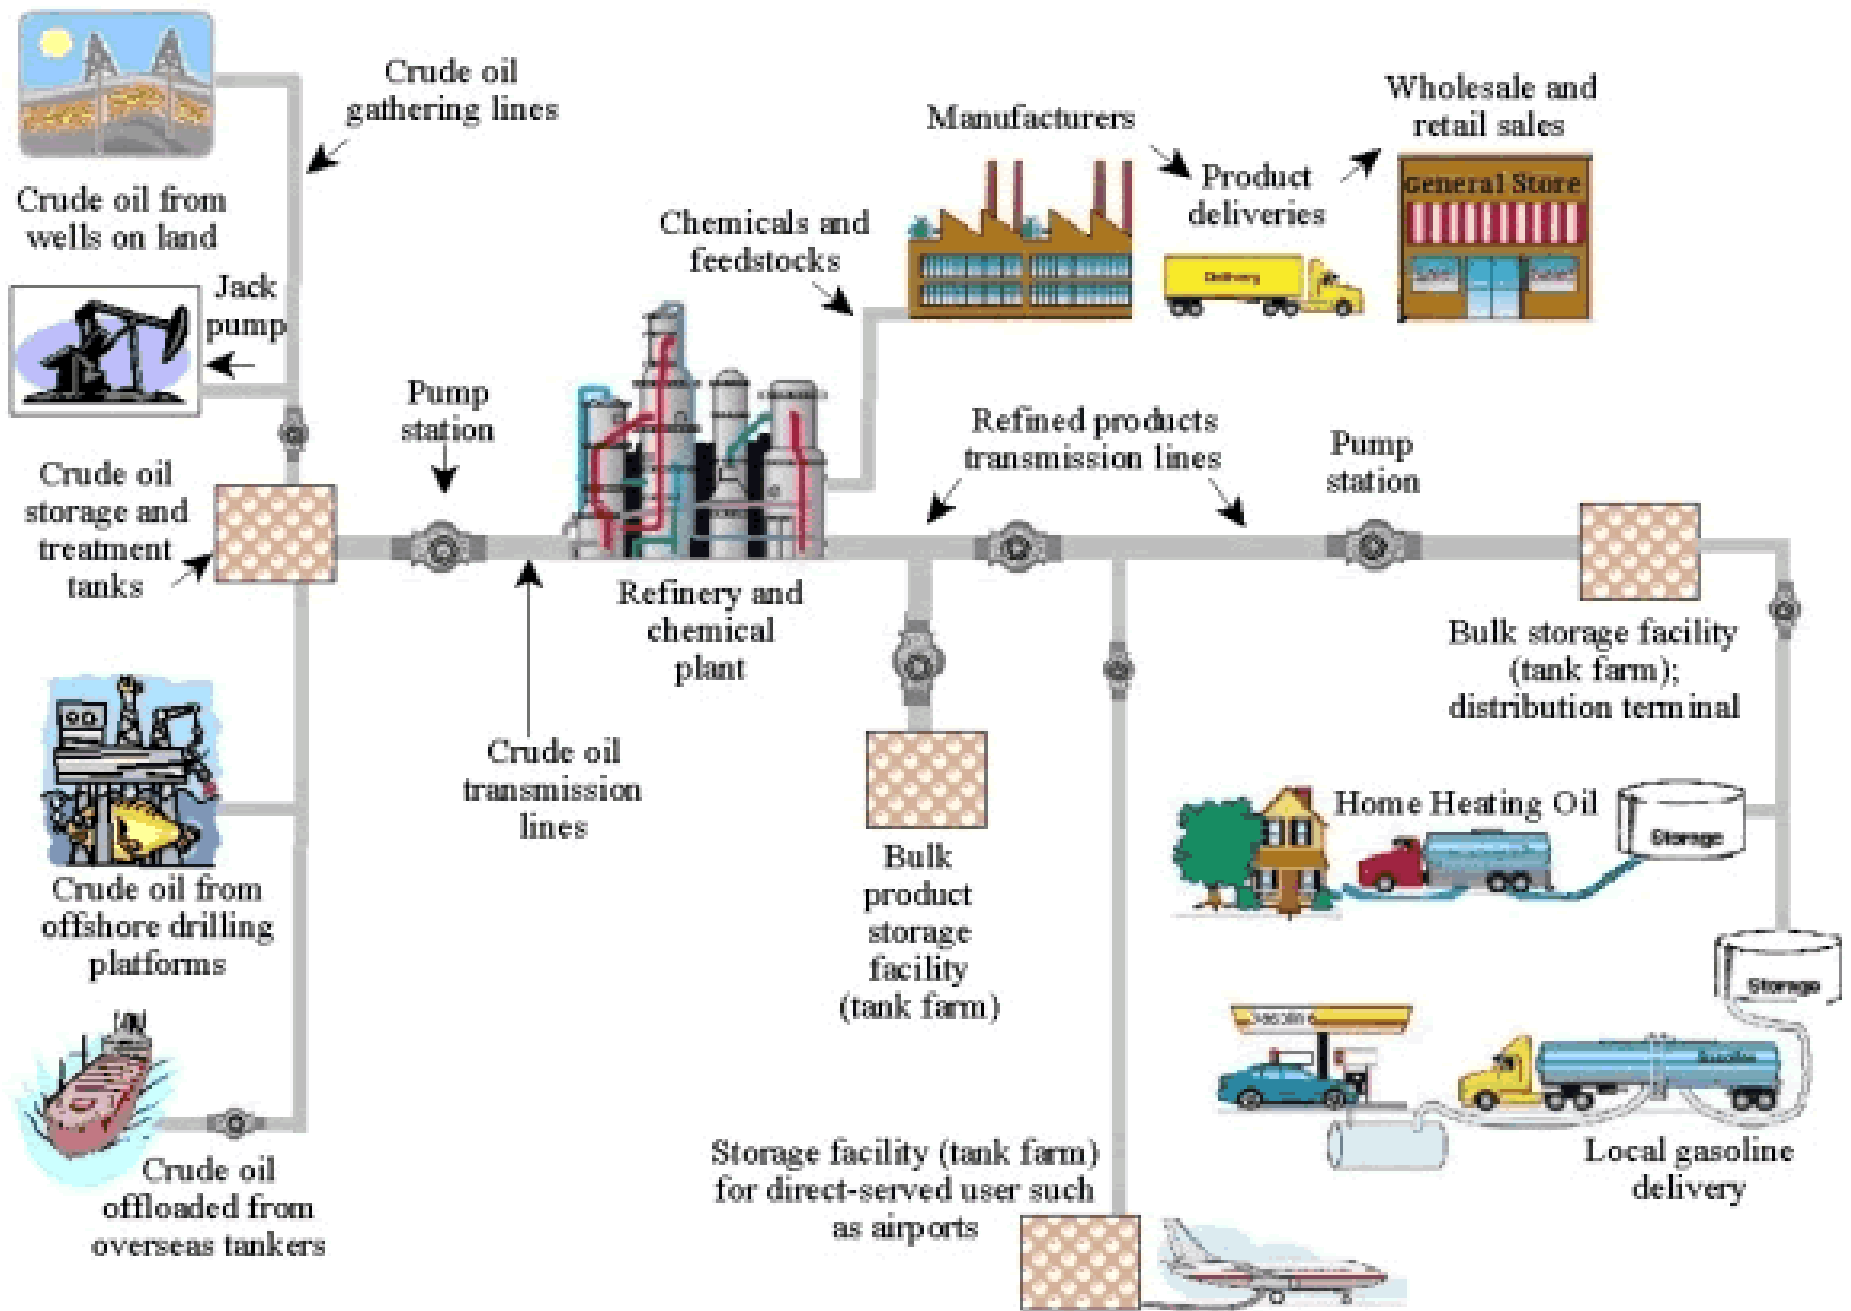 Crude oil
gathering lines
Crude oil from
wells on land
Jack
pump
Crude oil
storage and
treatment
tanks
Pump
station
Crude oil
transmission
lines
Crude oil from
offshore drilling
platforms
Crude oil
offloaded from
overseas tankers
Chemicals and
feedstocks
Refinery and
chemical
plant
Manufacturers
Product
deliveries
Delivery
Wholesale and
retail sales
General Store
Refined products
transmission lines
Pump
station
Bulk
product
storage
facility
(tank farm)
Storage facility (tank farm)
for direct-served user such
as airports
Bulk storage facility
(tank farm);
distribution terminal
Home Heating Oil
Storage
Storage
Gasoline
Local gasoline
delivery